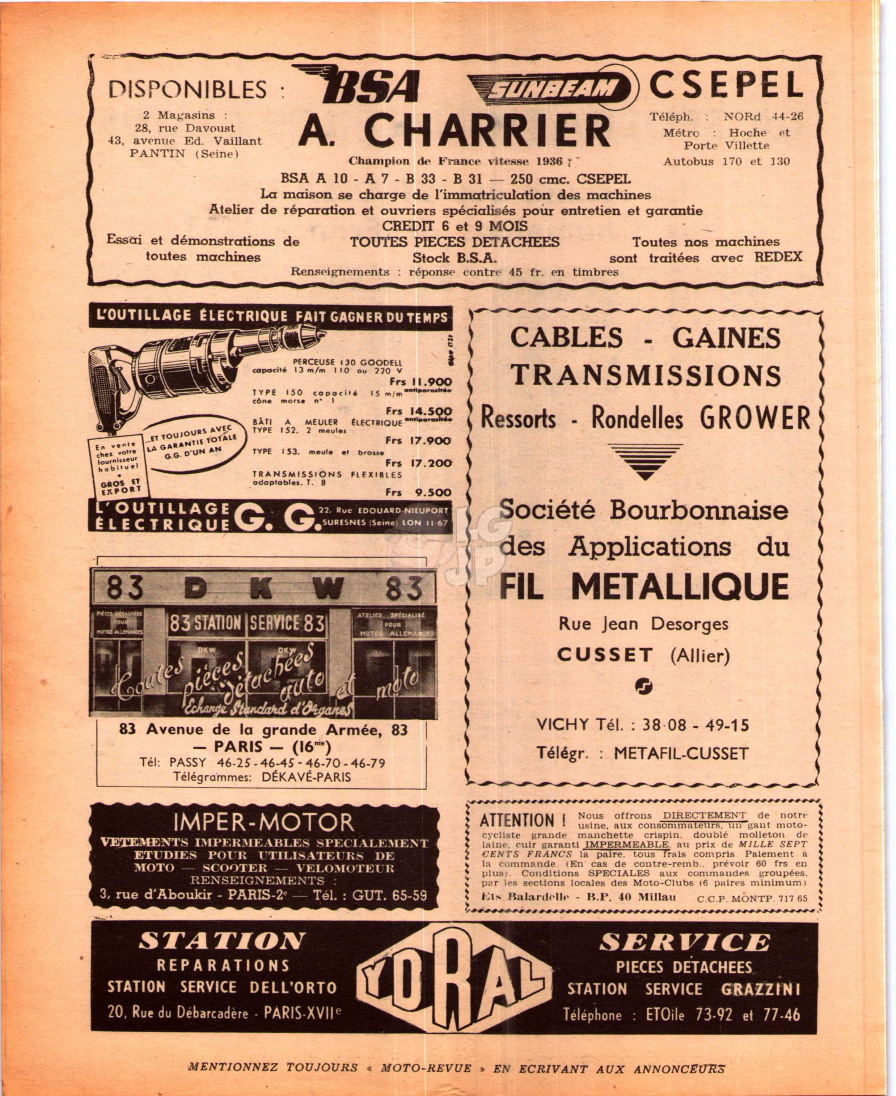 DISPONIBLES :
BSA
SUNBEAM
CSEPEL
2 Magasins :
28, rue Davoust
43, avenue Ed. Vaillant
PANTIN (Seine)
A. CHARRIER
Champion de France vitesse 1936
Téléph. : NORd 44-26
Métro : Hoche et
Porte Villette
Autobus 170 et 130
BSA A 10 - A 7 - B 33 - B 31 — 250 cmc. CSEPEL
La maison se charge de l'immatriculation des machines
Atelier de réparation et ouvriers spécialisés pour entretien et garantie
CREDIT 6 et 9 MOIS
Essai et démonstrations de
toutes machines
TOUTES PIECES DETACHEES
Stock B.S.A.
Toutes nos machines
sont traitées avec REDEX
Renseignements : réponse contre 45 fr. en timbres
L'OUTILLAGE ÉLECTRIQUE FAIT GAGNER DU TEMPS
PERCEUSE 130 GOODELL
capacité 13 m/m 110 ou 220 V
Frs 11.900
antiparasitée
TYPE 150 capacité 15 m/m
cône morse n° 1
Frs 14.500
antiparasitée
BÂTI A MEULER ÉLECTRIQUE
TYPE 152. 2 meules
Frs 17.900
TYPE 153. meule et brosse
Frs 17.200
TRANSMISSIONS FLEXIBLES
adaptables. T. 8
Frs 9.500
...ET TOUJOURS AVEC
LA GARANTIE TOTALE
G.G. D'UN AN
En vente
chez votre
fournisseur
habituel
•
GROS ET
EXPORT
L'OUTILLAGE
ÉLECTRIQUE
G. G.
22, Rue EDOUARD-NIEUPORT
SURESNES (Seine) LON 11-67
CABLES - GAINES
TRANSMISSIONS
Ressorts - Rondelles GROWER
Société Bourbonnaise
des Applications du
FIL METALLIQUE
Rue Jean Desorges
CUSSET (Allier)
VICHY Tél. : 38-08 - 49-15
Télégr. : METAFIL-CUSSET
83 DKW 83
PIÈCES DÉTACHÉES
POUR
MOTOS ALLEMANDES
83 STATION SERVICE 83
ATELIER SPÉCIALISÉ
POUR
MOTOS ALLEMANDES
DKW
DKW
Toutes pièces détachées auto et moto
Echange Standard d'Organes
83 Avenue de la grande Armée, 83
— PARIS — (16me)
Tél: PASSY 46-25 - 46-45 - 46-70 - 46-79
Télégrammes: DÉKAVÉ-PARIS
IMPER-MOTOR
VETEMENTS IMPERMEABLES SPECIALEMENT
ETUDIES POUR UTILISATEURS DE
MOTO — SCOOTER — VELOMOTEUR
RENSEIGNEMENTS :
3, rue d'Aboukir - PARIS-2e — Tél. : GUT. 65-59
ATTENTION ! Nous offrons DIRECTEMENT de notre
usine, aux consommateurs, un gant moto-
cycliste grande manchette crispin, doublé molleton de
laine, cuir garanti IMPERMEABLE, au prix de MILLE SEPT
CENTS FRANCS la paire, tous frais compris. Paiement à
la commande. (En cas de contre-remb., prévoir 60 frs en
plus). Conditions SPECIALES aux commandes groupées,
par les sections locales des Moto-Clubs (6 paires minimum)
Ets Balardelle - B.P. 40 Millau C.C.P. MONTP. 717 65
STATION
REPARATIONS
STATION SERVICE DELL'ORTO
20, Rue du Débarcadère - PARIS-XVIIe
YDRAL
SERVICE
PIECES DETACHEES
STATION SERVICE GRAZZINI
Téléphone : ETOile 73-92 et 77-46
MENTIONNEZ TOUJOURS « MOTO-REVUE » EN ECRIVANT AUX ANNONCEURS